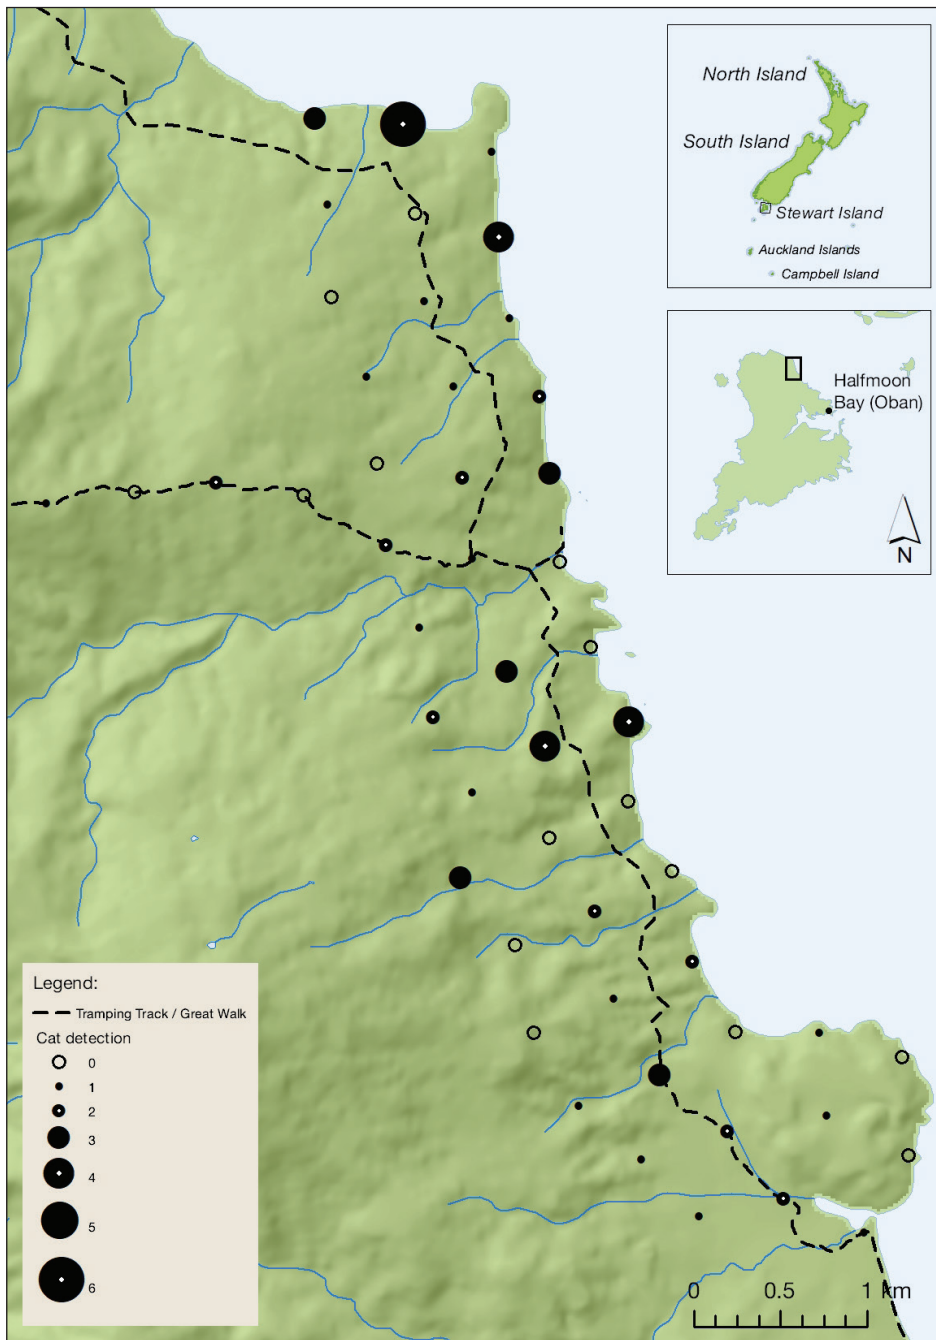 North Island
South Island
Stewart Island
Auckland Islands
Campbell Island
Halfmoon
Bay (Oban)
N
Legend:
Tramping Track / Great Walk
Cat detection
0
1
2
3
4
5
6
0 0.5 1 km